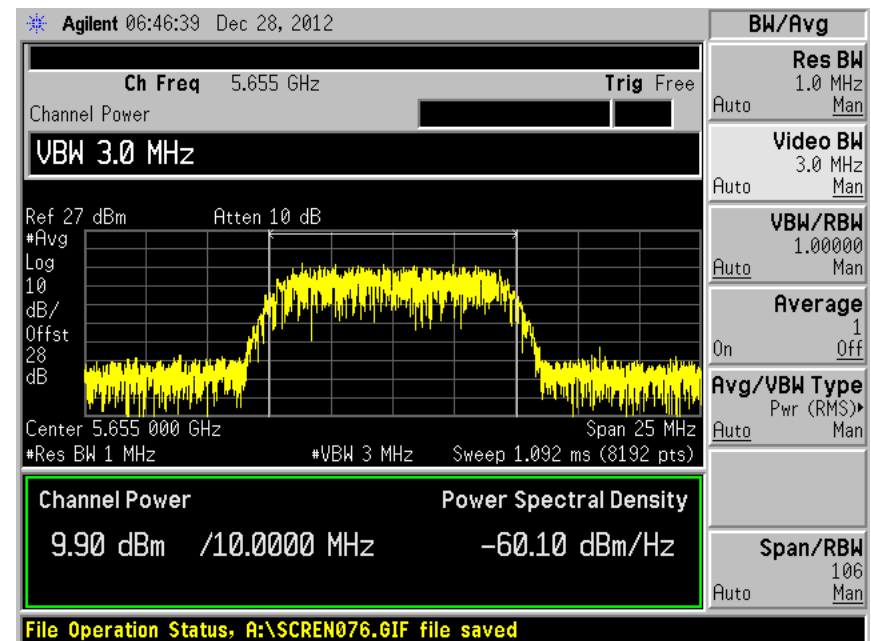 Agilent 06:46:39 Dec 28, 2012
BW/Avg
Ch Freq 5.655 GHz Trig Free
Channel Power
VBW 3.0 MHz
Ref 27 dBm Atten 10 dB
#Avg
Log
10
dB/
Offst
28
dB
Center 5.655 000 GHz Span 25 MHz
#Res BW 1 MHz #VBW 3 MHz Sweep 1.092 ms (8192 pts)
Channel Power Power Spectral Density
9.90 dBm /10.0000 MHz -60.10 dBm/Hz
Res BW
1.0 MHz
Auto Man
Video BW
3.0 MHz
Auto Man
VBW/RBW
1.00000
Auto Man
Average
1
On Off
Avg/VBW Type
Pwr (RMS)▸
Auto Man
Span/RBW
106
Auto Man
File Operation Status, A:\SCREN076.GIF file saved